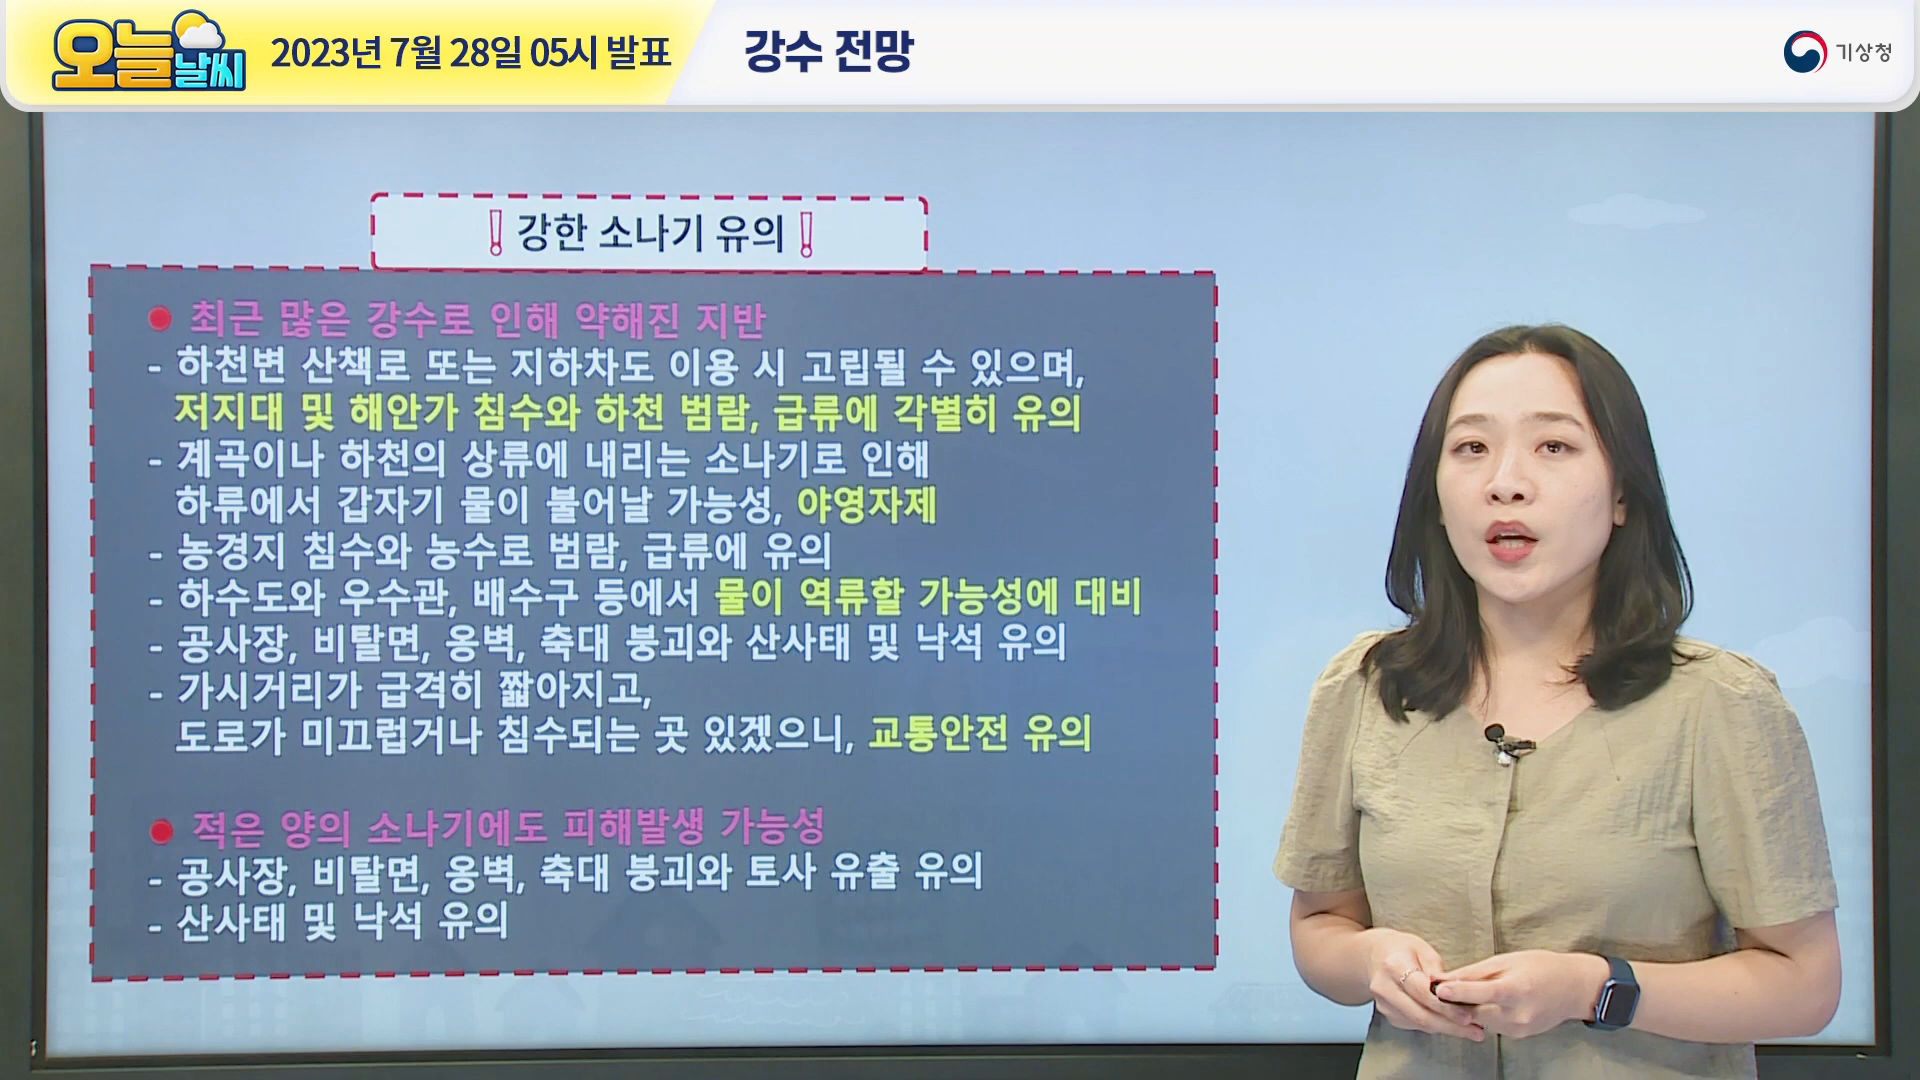 오늘날씨
2023년 7월 28일 05시 발표
강수 전망
기상청
! 강한 소나기 유의 !
● 최근 많은 강수로 인해 약해진 지반
- 하천변 산책로 또는 지하차도 이용 시 고립될 수 있으며,
저지대 및 해안가 침수와 하천 범람, 급류에 각별히 유의
- 계곡이나 하천의 상류에 내리는 소나기로 인해
하류에서 갑자기 물이 불어날 가능성, 야영자제
- 농경지 침수와 농수로 범람, 급류에 유의
- 하수도와 우수관, 배수구 등에서 물이 역류할 가능성에 대비
- 공사장, 비탈면, 옹벽, 축대 붕괴와 산사태 및 낙석 유의
- 가시거리가 급격히 짧아지고,
도로가 미끄럽거나 침수되는 곳 있겠으니, 교통안전 유의
● 적은 양의 소나기에도 피해발생 가능성
- 공사장, 비탈면, 옹벽, 축대 붕괴와 토사 유출 유의
- 산사태 및 낙석 유의